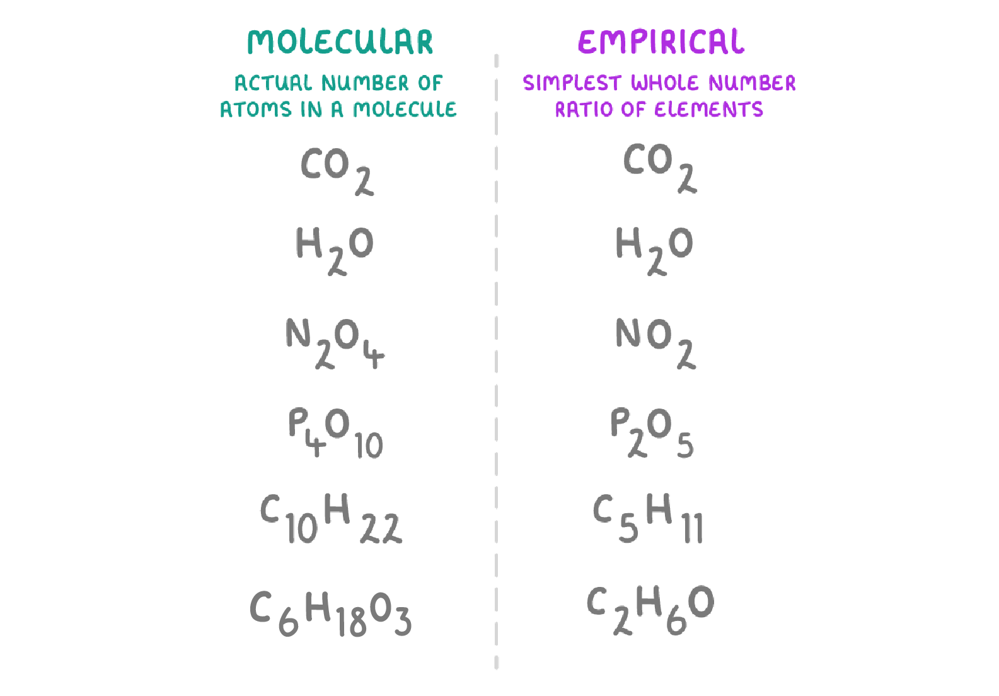 MOLECULAR
ACTUAL NUMBER OF
ATOMS IN A MOLECULE
CO₂
H₂O
N₂O₄
P₄O₁₀
C₁₀H₂₂
C₆H₁₈O₃
EMPIRICAL
SIMPLEST WHOLE NUMBER
RATIO OF ELEMENTS
CO₂
H₂O
NO₂
P₂O₅
C₅H₁₁
C₂H₆O